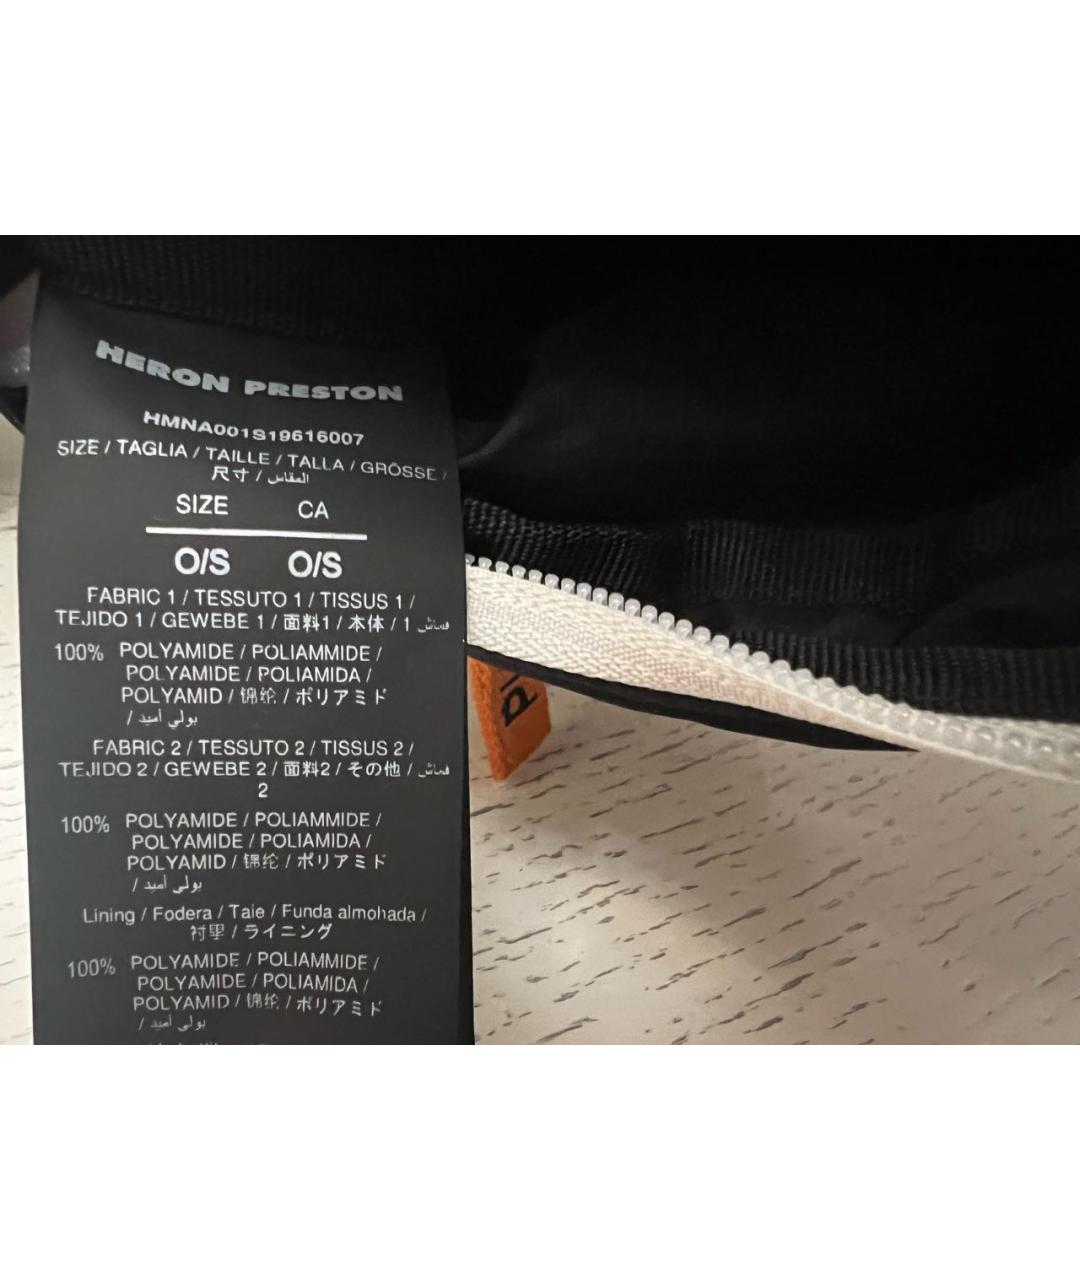 HERON PRESTON
HMNA001S19616007
SIZE / TAGLIA / TAILLE / TALLA / GRÖSSE /
尺寸 / المقاس
SIZE CA
O/S O/S
FABRIC 1 / TESSUTO 1 / TISSUS 1 /
TEJIDO 1 / GEWEBE 1 / 面料1 / 本体 / 1 قماش
100% POLYAMIDE / POLIAMMIDE /
POLYAMIDE / POLIAMIDA /
POLYAMID / 锦纶 / ポリアミド
/ بولي أميد
FABRIC 2 / TESSUTO 2 / TISSUS 2 /
TEJIDO 2 / GEWEBE 2 / 面料2 / その他 / قماش
2
100% POLYAMIDE / POLIAMMIDE /
POLYAMIDE / POLIAMIDA /
POLYAMID / 锦纶 / ポリアミド
/ بولي أميد
Lining / Fodera / Taie / Funda almohada /
衬里 / ライニング
100% POLYAMIDE / POLIAMMIDE /
POLYAMIDE / POLIAMIDA /
POLYAMID / 锦纶 / ポリアミド
/ بولي أميد